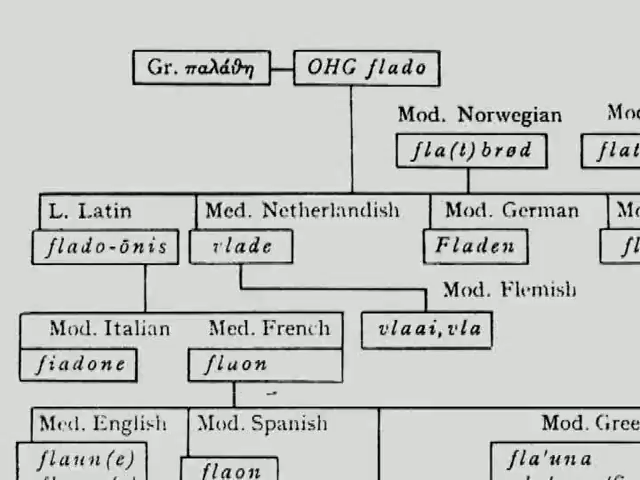 Gr. παλάθη OHG flado
Mod. Norwegian
fla(t)brød
L. Latin Med. Netherlandish Mod. German
flado-ōnis vlade Fladen
Mod. Flemish
vlaai, vla
Mod. Italian Med. French
fiadone fluon
Med. English Mod. Spanish
flaun(e) flaon fla'una